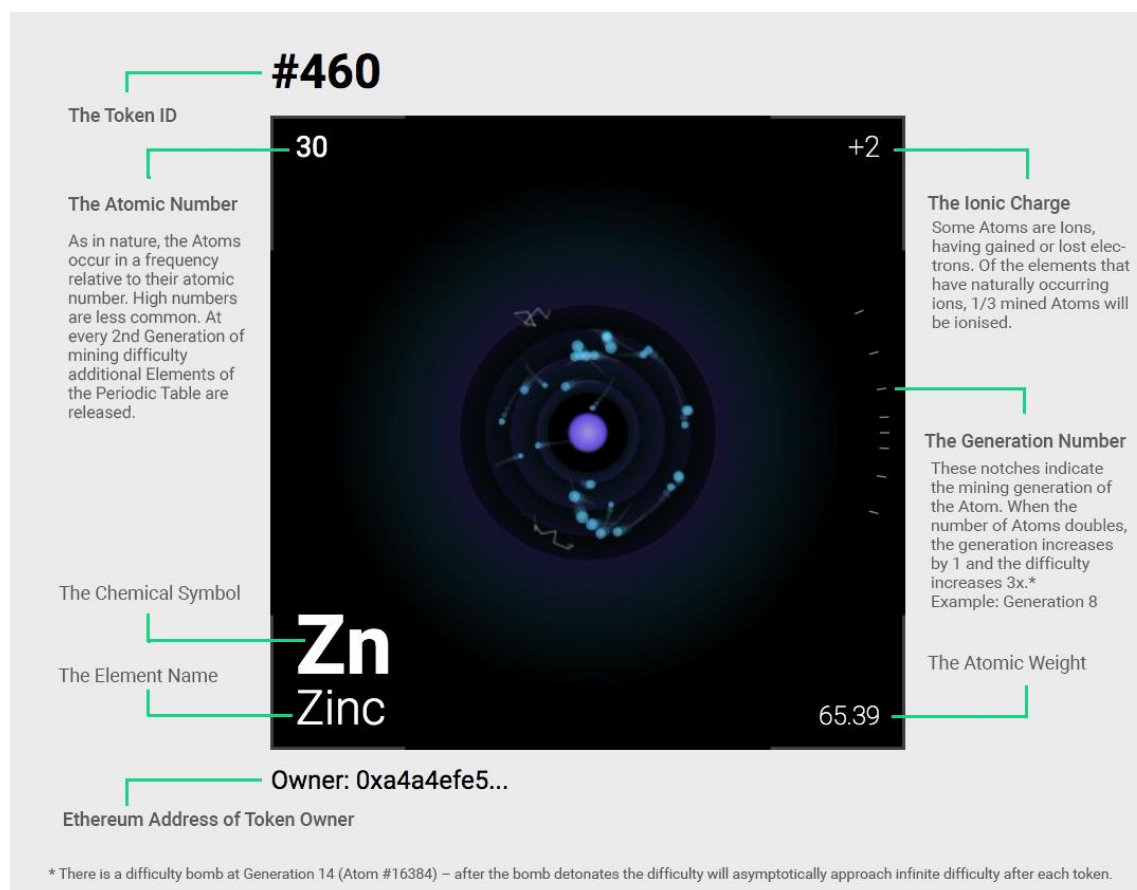 #460
The Token ID
30
+2
The Atomic Number
As in nature, the Atoms
occur in a frequency
relative to their atomic
number. High numbers
are less common. At
every 2nd Generation of
mining difficulty
additional Elements of
the Periodic Table are
released.
The Ionic Charge
Some Atoms are Ions,
having gained or lost elec-
trons. Of the elements that
have naturally occurring
ions, 1/3 mined Atoms will
be ionised.
The Generation Number
These notches indicate
the mining generation of
the Atom. When the
number of Atoms doubles,
the generation increases
by 1 and the difficulty
increases 3x.*
Example: Generation 8
The Chemical Symbol
Zn
The Element Name
Zinc
The Atomic Weight
65.39
Owner: 0xa4a4efe5...
Ethereum Address of Token Owner
* There is a difficulty bomb at Generation 14 (Atom #16384) – after the bomb detonates the difficulty will asymptotically approach infinite difficulty after each token.